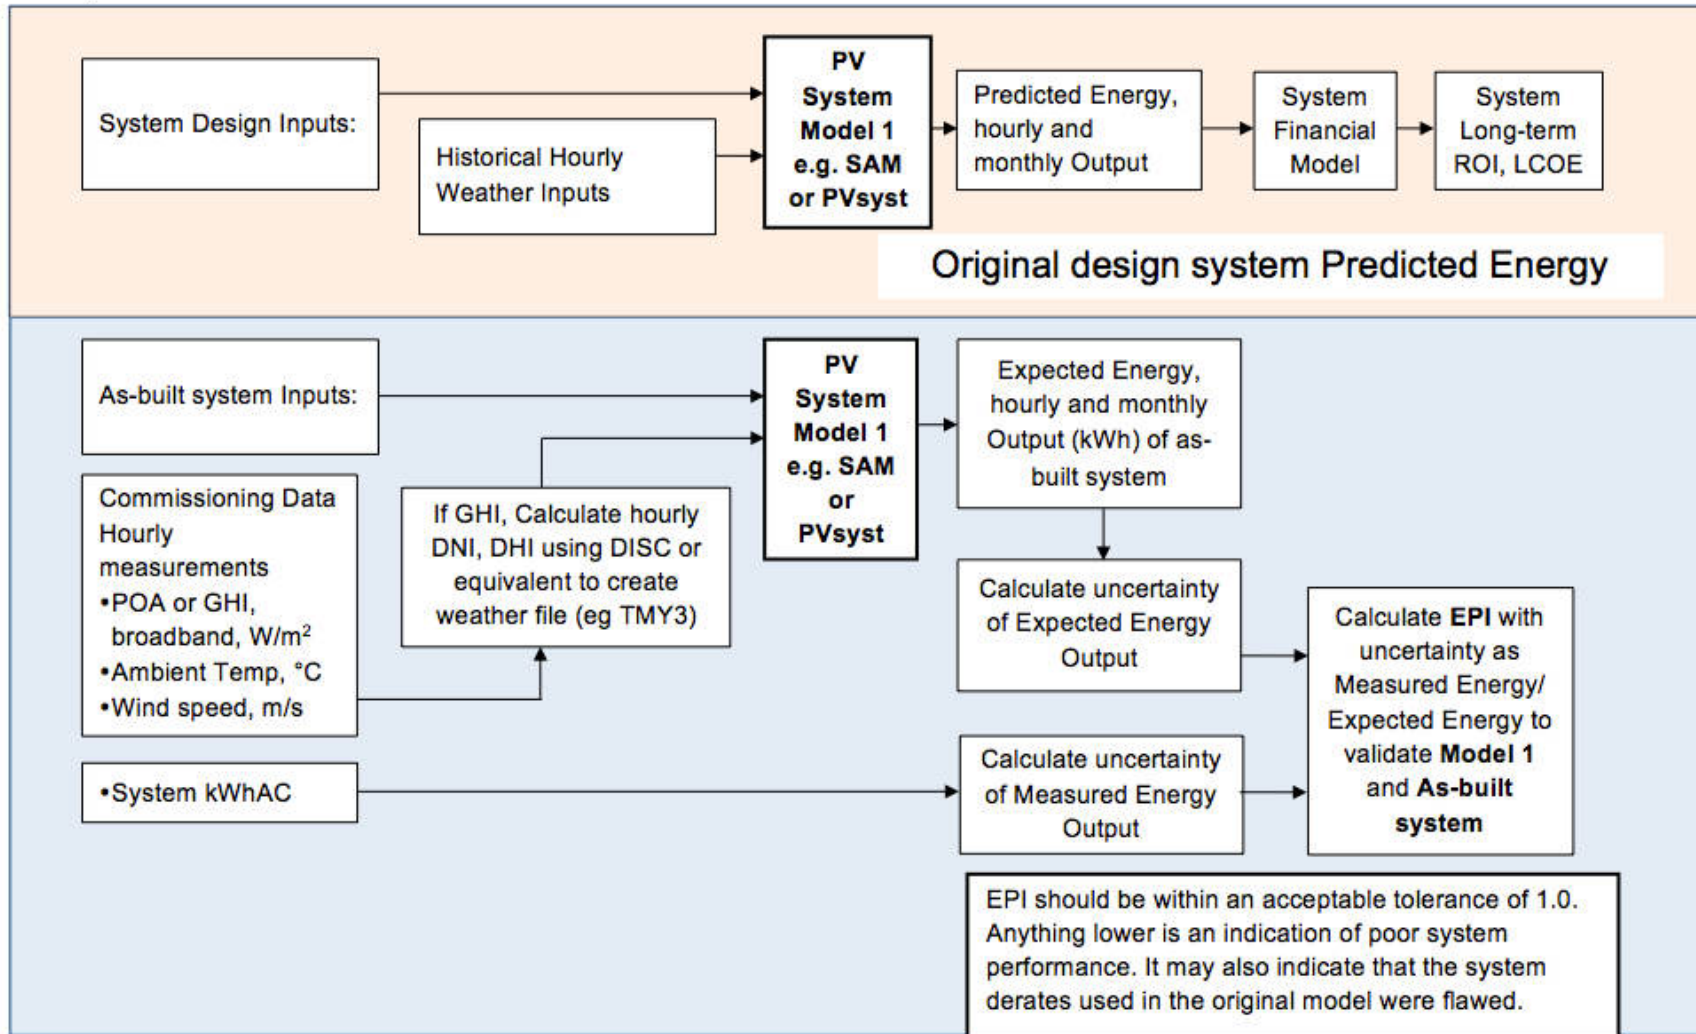 System Design Inputs:
Historical Hourly
Weather Inputs
PV
System
Model 1
e.g. SAM
or PVsyst
Predicted Energy,
hourly and
monthly Output
System
Financial
Model
System
Long-term
ROI, LCOE
Original design system Predicted Energy
As-built system Inputs:
Commissioning Data
Hourly
measurements
•POA or GHI,
broadband, W/m²
•Ambient Temp, °C
•Wind speed, m/s
If GHI, Calculate hourly
DNI, DHI using DISC or
equivalent to create
weather file (eg TMY3)
PV
System
Model 1
e.g. SAM
or
PVsyst
Expected Energy,
hourly and monthly
Output (kWh) of as-
built system
Calculate uncertainty
of Expected Energy
Output
•System kWhAC
Calculate uncertainty
of Measured Energy
Output
Calculate EPI with
uncertainty as
Measured Energy/
Expected Energy to
validate Model 1
and As-built
system
EPI should be within an acceptable tolerance of 1.0.
Anything lower is an indication of poor system
performance. It may also indicate that the system
derates used in the original model were flawed.